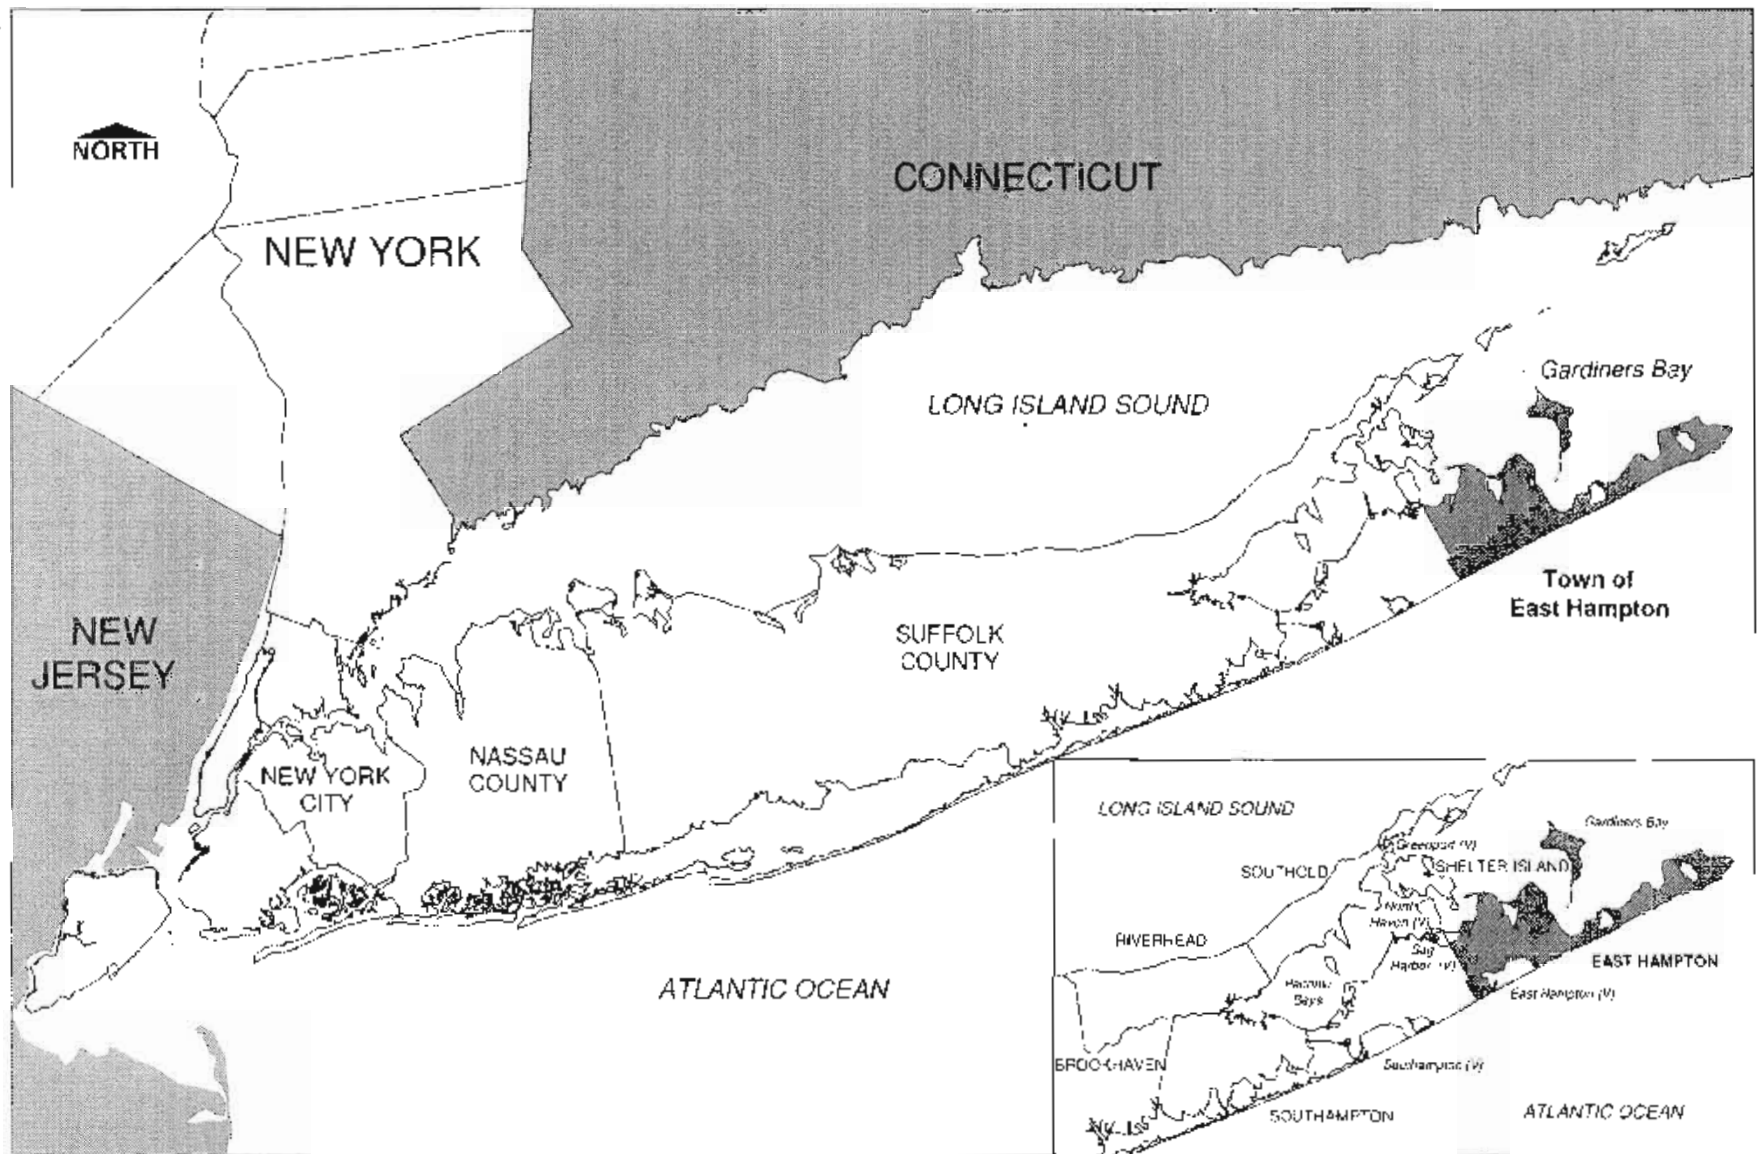 NORTH
CONNECTICUT
NEW YORK
Gardiners Bay
LONG ISLAND SOUND
Town of
East Hampton
NEW
JERSEY
SUFFOLK
COUNTY
NASSAU
COUNTY
NEW YORK
CITY
ATLANTIC OCEAN
LONG ISLAND SOUND
Gardiners Bay
Greenport (V)
SHELTER ISLAND
SOUTHOLD
North
Haven (V)
RIVERHEAD
Sag
Harbor (V)
EAST HAMPTON
Bays
East Hampton (V)
BROOKHAVEN
Southampton (V)
SOUTHAMPTON
ATLANTIC OCEAN